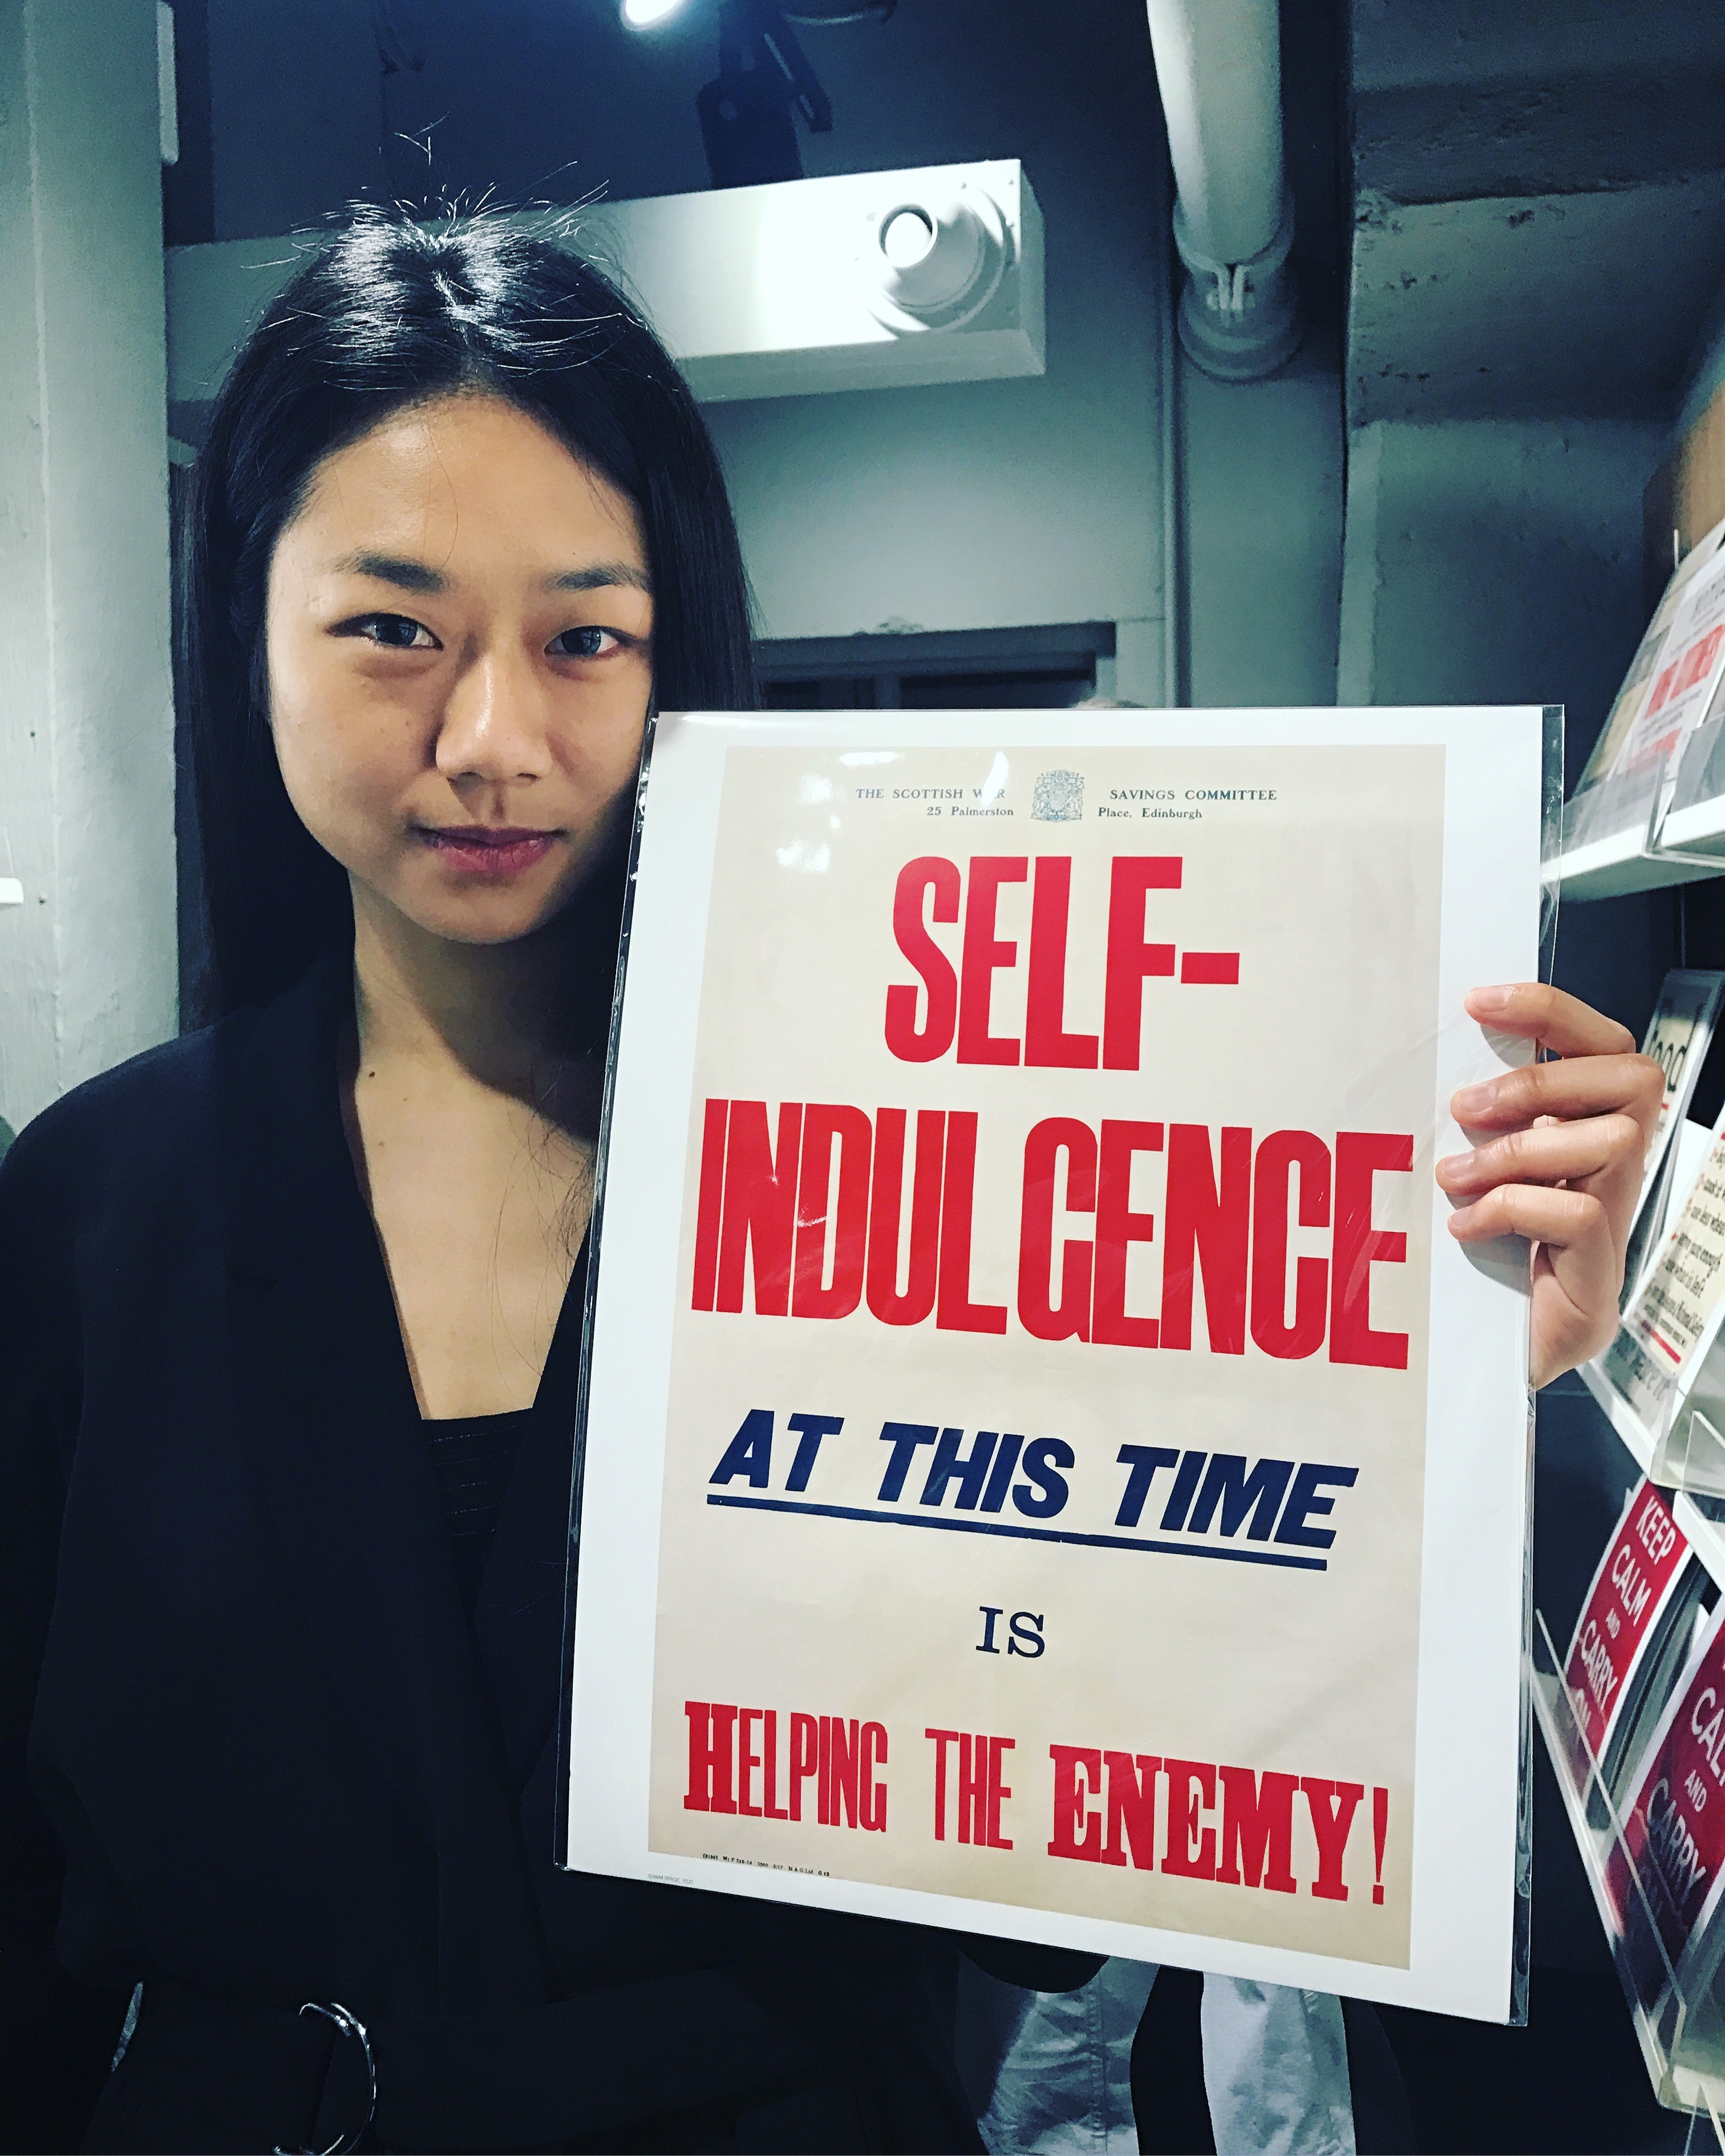 THE SCOTTISH WAR SAVINGS COMMITTEE
25 Palmerston Place, Edinburgh
SELF-
INDULGENCE
AT THIS TIME
IS
HELPING THE ENEMY!
KEEP
CALM
AND
CARRY
ON
AND
CARRY